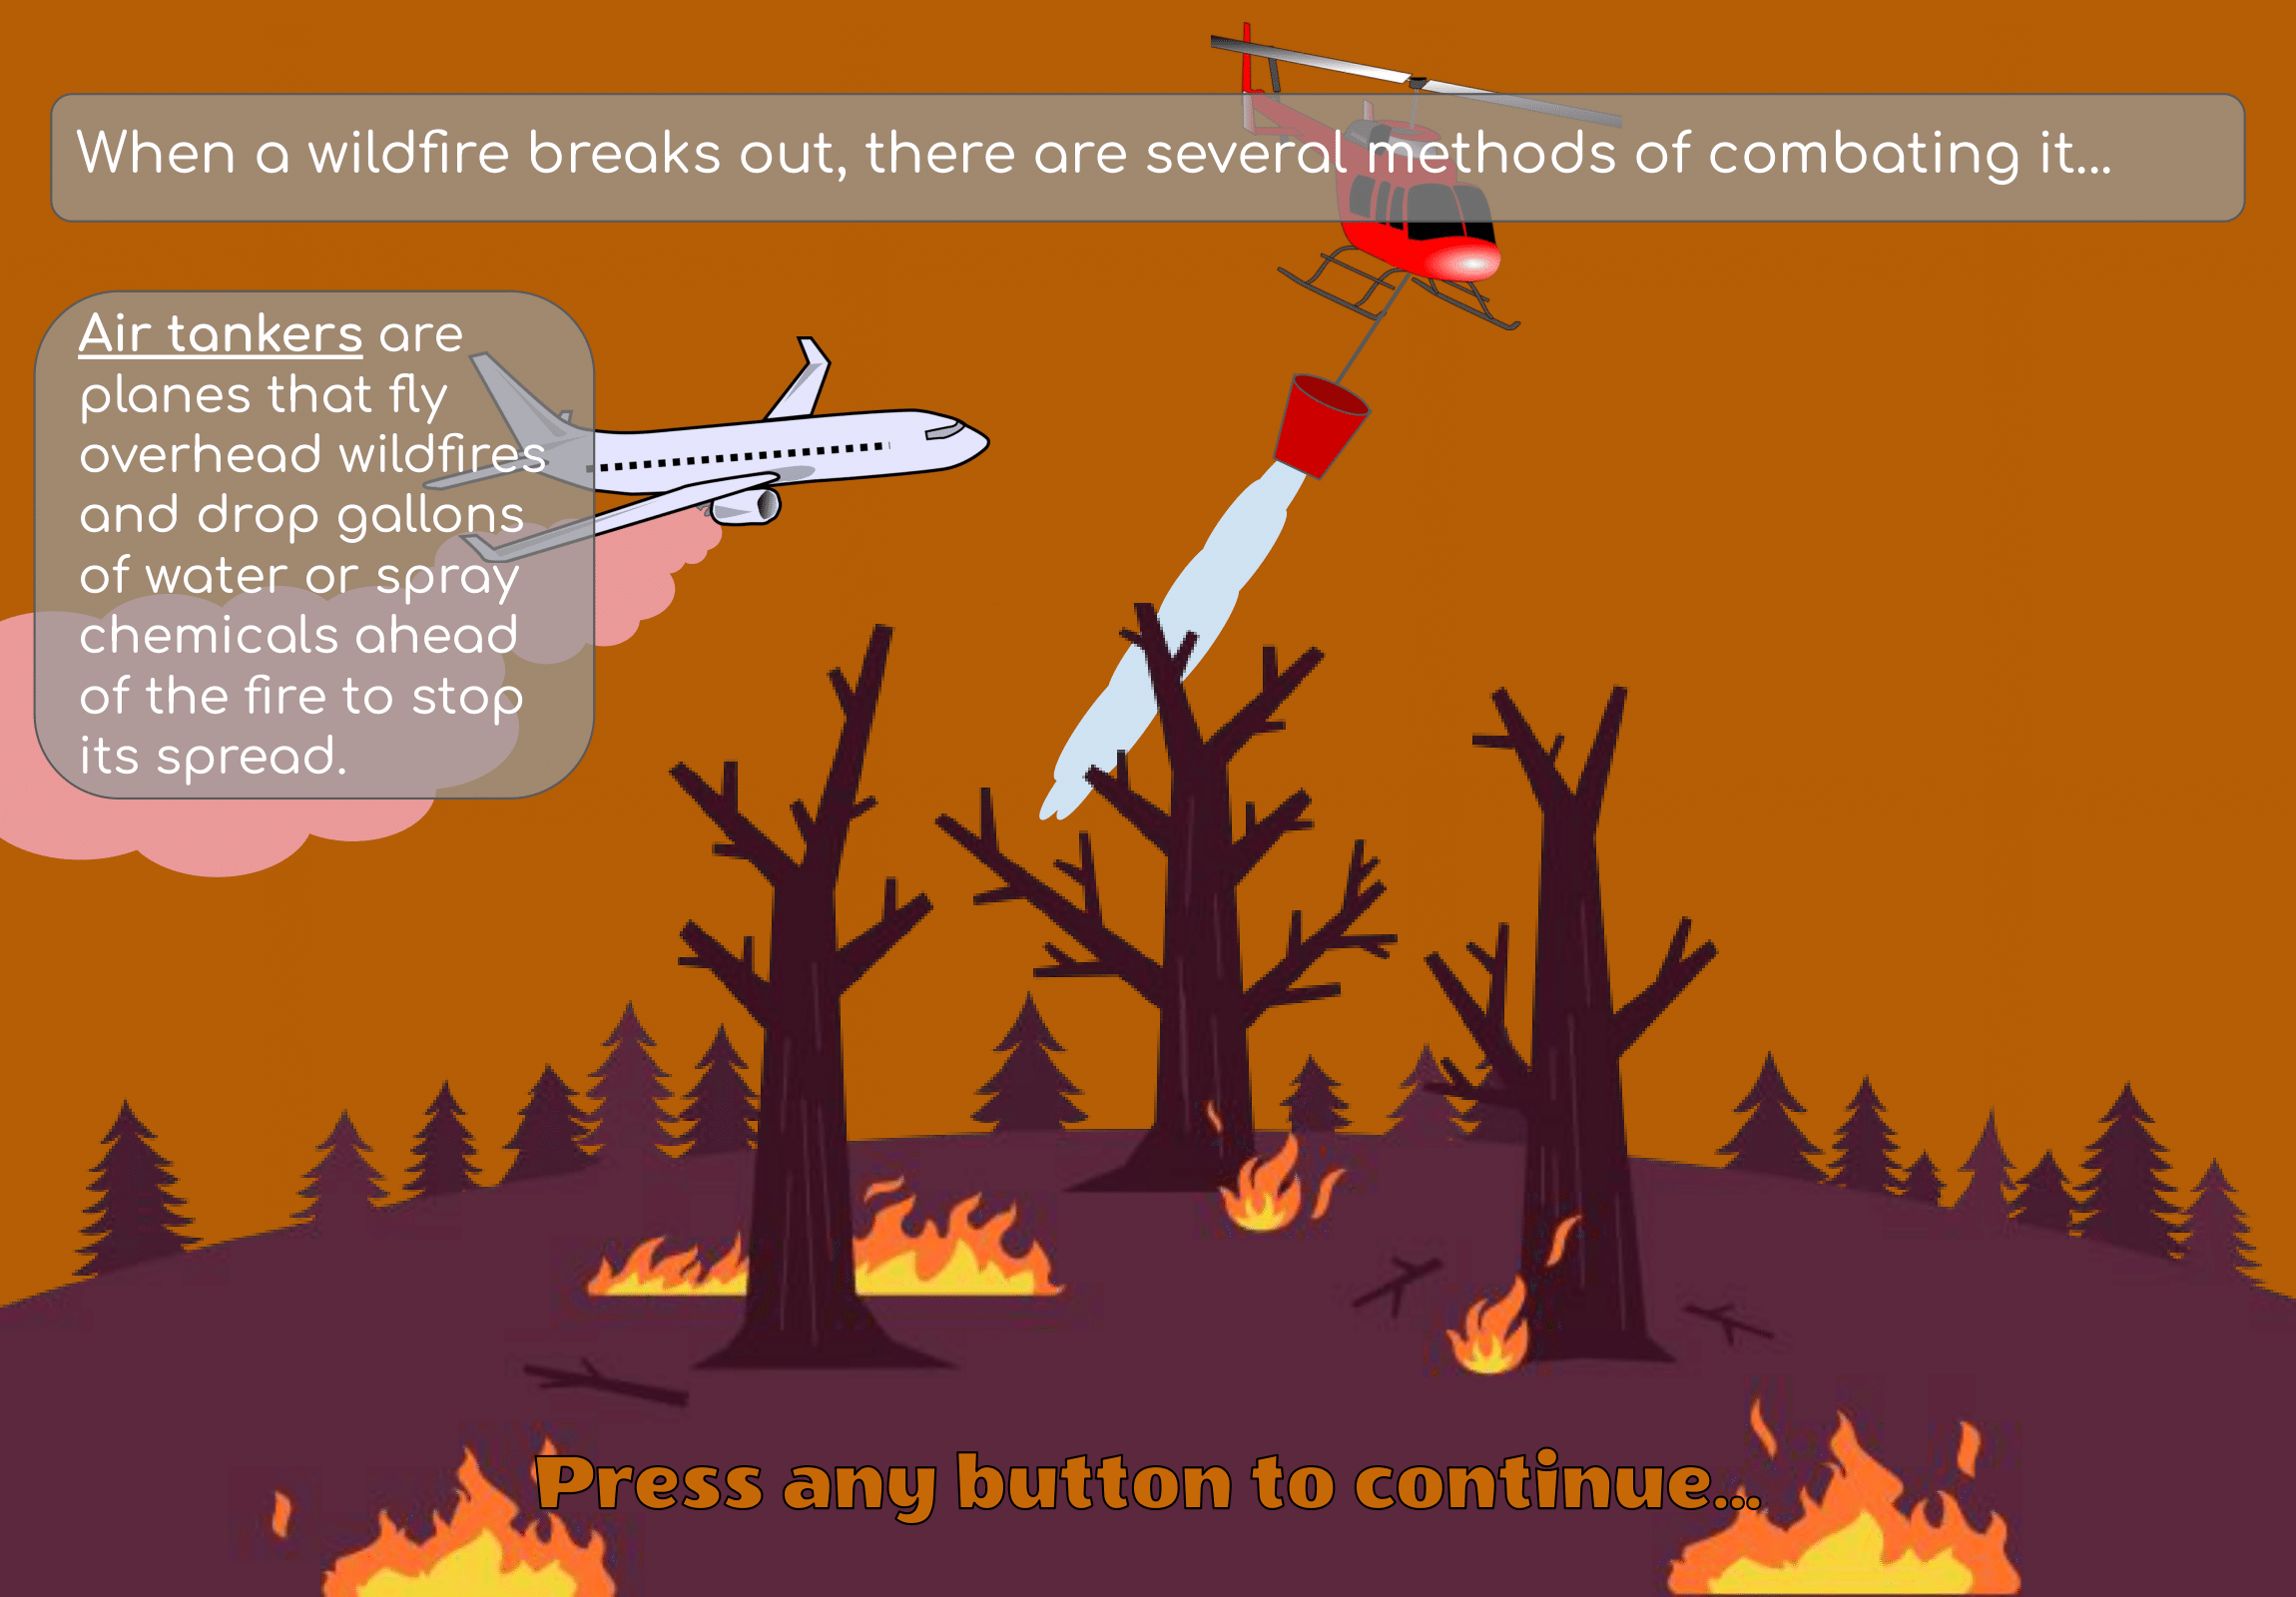 When a wildfire breaks out, there are several methods of combating it...
Air tankers are
planes that fly
overhead wildfires
and drop gallons
of water or spray
chemicals ahead
of the fire to stop
its spread.
Press any button to continue...